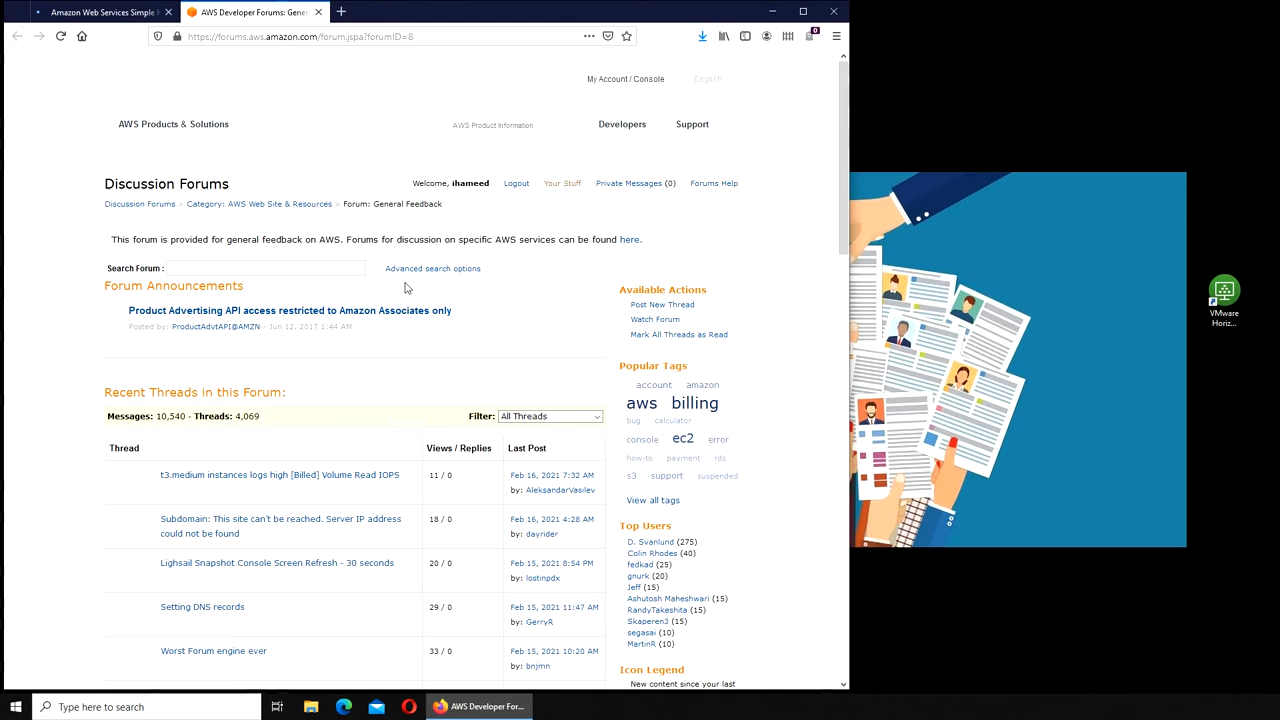 Amazon Web Services Simple
AWS Developer Forums: Gene
https://forums.aws.amazon.com/forum.jspa?forumID=8
0
My Account / Console
English
AWS Products & Solutions
AWS Product Information
Developers
Support
Discussion Forums
Welcome, ihameed
Logout
Your Stuff
Private Messages (0)
Forums Help
Discussion Forums > Category: AWS Web Site & Resources > Forum: General Feedback
This forum is provided for general feedback on AWS. Forums for discussion on specific AWS services can be found here.
Search Forum :
Advanced search options
Forum Announcements
Product Advertising API access restricted to Amazon Associates only
Posted
ProductAdvtAPI@AMZN - Jun 12, 2017 1:44 AM
Available Actions
Post New Thread
Watch Forum
Mark All Threads as Read
Popular Tags
account amazon
aws billing
bug calculator
console ec2 error
how-to payment rds
s3 support suspended
View all tags
Recent Threads in this Forum:
Messages: 10,540 - Threads: 4,069
Filter: All Threads
Thread
Views / Replies
Last Post
t3.medium instances logs high [Billed] Volume Read IOPS
11 / 0
Feb 16, 2021 7:32 AM
by: AleksandarVasilev
Subdomain: This site can't be reached. Server IP address
could not be found
18 / 0
Feb 16, 2021 4:28 AM
by: dayrider
Lighsail Snapshot Console Screen Refresh - 30 seconds
20 / 0
Feb 15, 2021 8:54 PM
by: lostinpdx
Setting DNS records
29 / 0
Feb 15, 2021 11:47 AM
by: GerryR
Worst Forum engine ever
33 / 0
Feb 15, 2021 10:20 AM
by: bnjmn
Top Users
D. Svanlund (275)
Colin Rhodes (40)
fedkad (25)
gnurk (20)
Jeff (15)
Ashutosh Maheshwari (15)
RandyTakeshita (15)
Skaperen3 (15)
segasai (10)
MartinR (10)
Icon Legend
New content since your last
VMware
Horiz...
Type here to search
AWS Developer For...